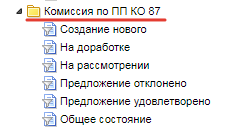 Комиссия по ПП КО 87
Создание нового
На доработке
На рассмотрении
Предложение отклонено
Предложение удовлетворено
Общее состояние